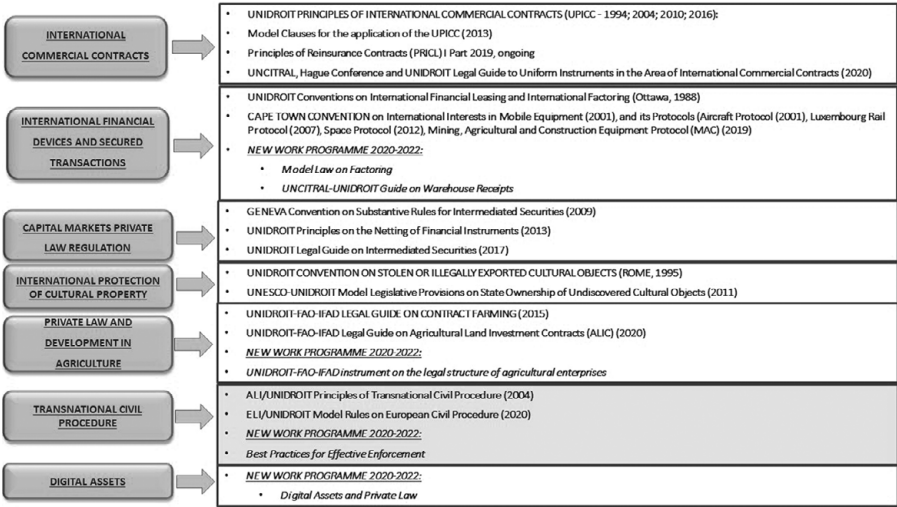 INTERNATIONAL
COMMERCIAL CONTRACTS
• UNIDROIT PRINCIPLES OF INTERNATIONAL COMMERCIAL CONTRACTS (UPICC - 1994; 2004; 2010; 2016):
• Model Clauses for the application of the UPICC (2013)
• Principles of Reinsurance Contracts (PRICL) I Part 2019, ongoing
• UNCITRAL, Hague Conference and UNIDROIT Legal Guide to Uniform Instruments in the Area of International Commercial Contracts (2020)
INTERNATIONAL FINANCIAL
DEVICES AND SECURED
TRANSACTIONS
• UNIDROIT Conventions on International Financial Leasing and International Factoring (Ottawa, 1988)
• CAPE TOWN CONVENTION on International Interests in Mobile Equipment (2001), and its Protocols (Aircraft Protocol (2001), Luxembourg Rail
Protocol (2007), Space Protocol (2012), Mining, Agricultural and Construction Equipment Protocol (MAC) (2019)
• NEW WORK PROGRAMME 2020-2022:
• Model Law on Factoring
• UNCITRAL-UNIDROIT Guide on Warehouse Receipts
CAPITAL MARKETS PRIVATE
LAW REGULATION
• GENEVA Convention on Substantive Rules for Intermediated Securities (2009)
• UNIDROIT Principles on the Netting of Financial Instruments (2013)
• UNIDROIT Legal Guide on Intermediated Securities (2017)
INTERNATIONAL PROTECTION
OF CULTURAL PROPERTY
• UNIDROIT CONVENTION ON STOLEN OR ILLEGALLY EXPORTED CULTURAL OBJECTS (ROME, 1995)
• UNESCO-UNIDROIT Model Legislative Provisions on State Ownership of Undiscovered Cultural Objects (2011)
PRIVATE LAW AND
DEVELOPMENT IN
AGRICULTURE
• UNIDROIT-FAO-IFAD LEGAL GUIDE ON CONTRACT FARMING (2015)
• UNIDROIT-FAO-IFAD Legal Guide on Agricultural Land Investment Contracts (ALIC) (2020)
• NEW WORK PROGRAMME 2020-2022:
• UNIDROIT-FAO-IFAD instrument on the legal structure of agricultural enterprises
TRANSNATIONAL CIVIL
PROCEDURE
• ALI/UNIDROIT Principles of Transnational Civil Procedure (2004)
• ELI/UNIDROIT Model Rules on European Civil Procedure (2020)
• NEW WORK PROGRAMME 2020-2022:
• Best Practices for Effective Enforcement
DIGITAL ASSETS
• NEW WORK PROGRAMME 2020-2022:
• Digital Assets and Private Law